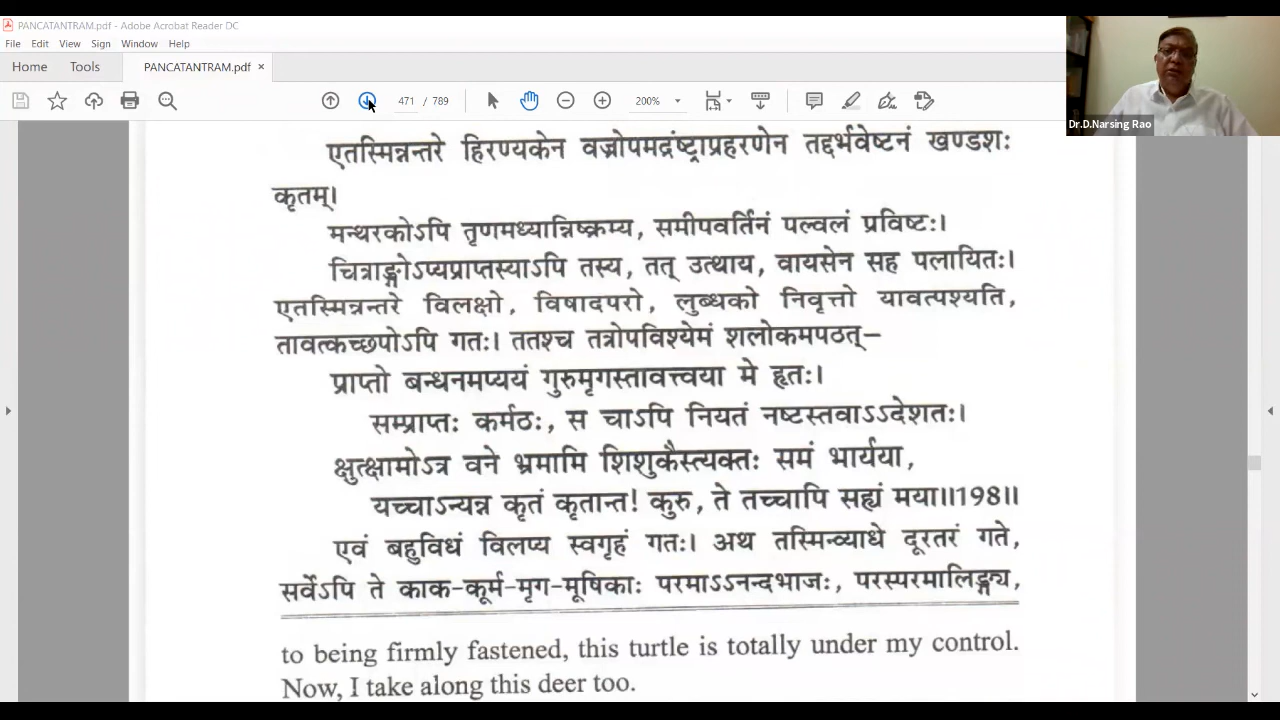 PANCATANTRAM.pdf - Adobe Acrobat Reader DC
File Edit View Sign Window Help
Home Tools PANCATANTRAM.pdf ×
471 / 789 200%
Dr.D.Narsing Rao
एतस्मिन्नन्तरे हिरण्यकेन वज्रोपमद्रंष्ट्राप्रहरणेन तद्दर्भवेष्टनं खण्डशः
कृतम्।
मन्थरकोऽपि तृणमध्यान्निष्क्रम्य, समीपवर्तिनं पल्वलं प्रविष्टः।
चित्राङ्गोऽप्यप्राप्तस्याऽपि तस्य, तत् उत्थाय, वायसेन सह पलायितः।
एतस्मिन्नन्तरे विलक्षो, विषादपरो, लुब्धको निवृत्तो यावत्पश्यति,
तावत्कच्छपोऽपि गतः। ततश्च तत्रोपविश्येमं शलोकमपठत्–
प्राप्तो बन्धनमप्ययं गुरुमृगस्तावत्त्वया मे हृतः।
सम्प्राप्तः कर्मठः, स चाऽपि नियतं नष्टस्तवाऽऽदेशतः।
क्षुत्क्षामोऽत्र वने भ्रमामि शिशुकैस्त्यक्तः समं भार्यया,
यच्चाऽन्यन्न कृतं कृतान्त! कुरु, ते तच्चापि सह्यं मया॥198॥
एवं बहुविधं विलप्य स्वगृहं गतः। अथ तस्मिन्व्याधे दूरतरं गते,
सर्वेऽपि ते काक-कूर्म-मृग-मूषिकाः परमाऽऽनन्दभाजः, परस्परमालिङ्ग्य,
to being firmly fastened, this turtle is totally under my control.
Now, I take along this deer too.